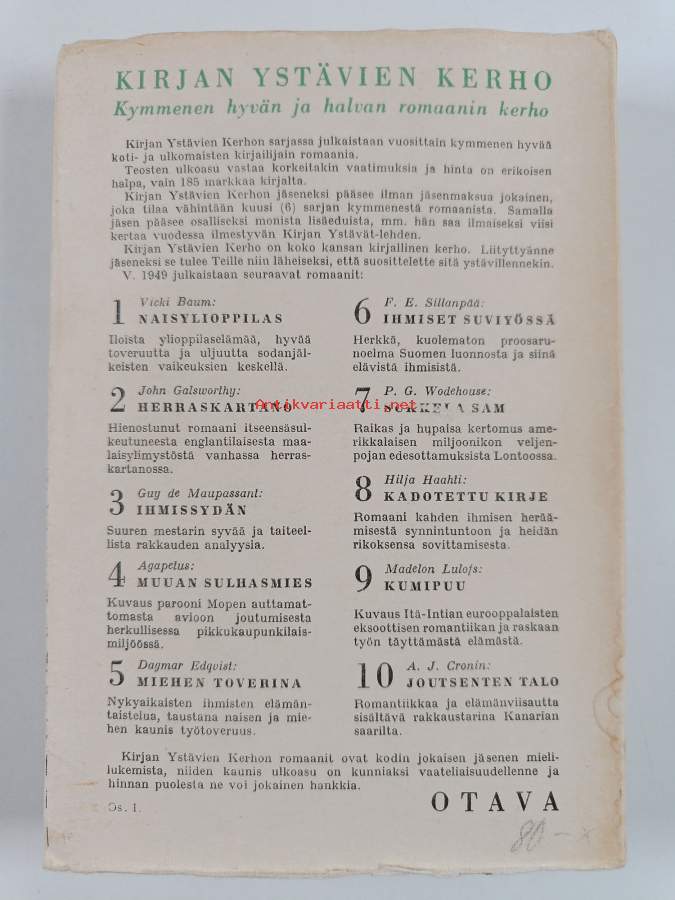 KIRJAN YSTÄVIEN KERHO
Kymmenen hyvän ja halvan romaanin kerho
Kirjan Ystävien Kerhon sarjassa julkaistaan vuosittain kymmenen hyvää
koti- ja ulkomaisten kirjailijain romaania.
Teosten ulkoasu vastaa korkeitakin vaatimuksia ja hinta on erikoisen
halpa, vain 185 markkaa kirjalta.
Kirjan Ystävien Kerhon jäseneksi pääsee ilman jäsenmaksua jokainen,
joka tilaa vähintään kuusi (6) sarjan kymmenestä romaanista. Samalla
jäsen pääsee osalliseksi monista lisäeduista, mm. hän saa ilmaiseksi viisi
kertaa vuodessa ilmestyvän Kirjan Ystävät-lehden.
Kirjan Ystävien Kerho on koko kansan kirjallinen kerho. Liityttyänne
jäseneksi se tulee Teille niin läheiseksi, että suosittelette sitä ystävillennekin.
V. 1949 julkaistaan seuraavat romaanit:
1 Vicki Baum:
NAISYLIOPPILAS
Iloista ylioppilaselämää, hyvää
toveruutta ja uljuutta sodanjäl-
keisten vaikeuksien keskellä.
2 John Galsworthy:
HERRASKARTANO
Hienostunut romaani itseensäsul-
keutuneesta englantilaisesta maa-
laisylimystöstä vanhassa herras-
kartanossa.
3 Guy de Maupassant:
IHMISSYDÄN
Suuren mestarin syvää ja taiteel-
lista rakkauden analyysia.
4 Agapetus:
MUUAN SULHASMIES
Kuvaus parooni Mopen auttamat-
tomasta avioon joutumisesta
herkullisessa pikkukaupunkilais-
miljöössä.
5 Dagmar Edqvist:
MIEHEN TOVERINA
Nykyaikaisten ihmisten elämän-
taistelua, taustana naisen ja mie-
hen kaunis työtoveruus.
6 F. E. Sillanpää:
IHMISET SUVIYÖSSÄ
Herkkä, kuolematon proosaru-
noelma Suomen luonnosta ja siinä
elävistä ihmisistä.
7 P. G. Wodehouse:
SAM
Antikvariaatti.net
Raikas ja hupaisa kertomus ame-
rikkalaisen miljoonikon veljen-
pojan edesottamuksista Lontoossa.
8 Hilja Haahti:
KADOTETTU KIRJE
Romaani kahden ihmisen herää-
misestä synnintuntoon ja heidän
rikoksensa sovittamisesta.
9 Madelon Lulofs:
KUMIPUU
Kuvaus Itä-Intian eurooppalaisten
eksoottisen romantiikan ja raskaan
työn täyttämästä elämästä.
10 A. J. Cronin:
JOUTSENTEN TALO
Romantiikkaa ja elämänviisautta
sisältävä rakkaustarina Kanarian
saarilta.
Kirjan Ystävien Kerhon romaanit ovat kodin jokaisen jäsenen mieli-
lukemista, niiden kaunis ulkoasu on kunniaksi vaateliaisuudellenne ja
hinnan puolesta ne voi jokainen hankkia.
Os. 1.
OTAVA
80 –